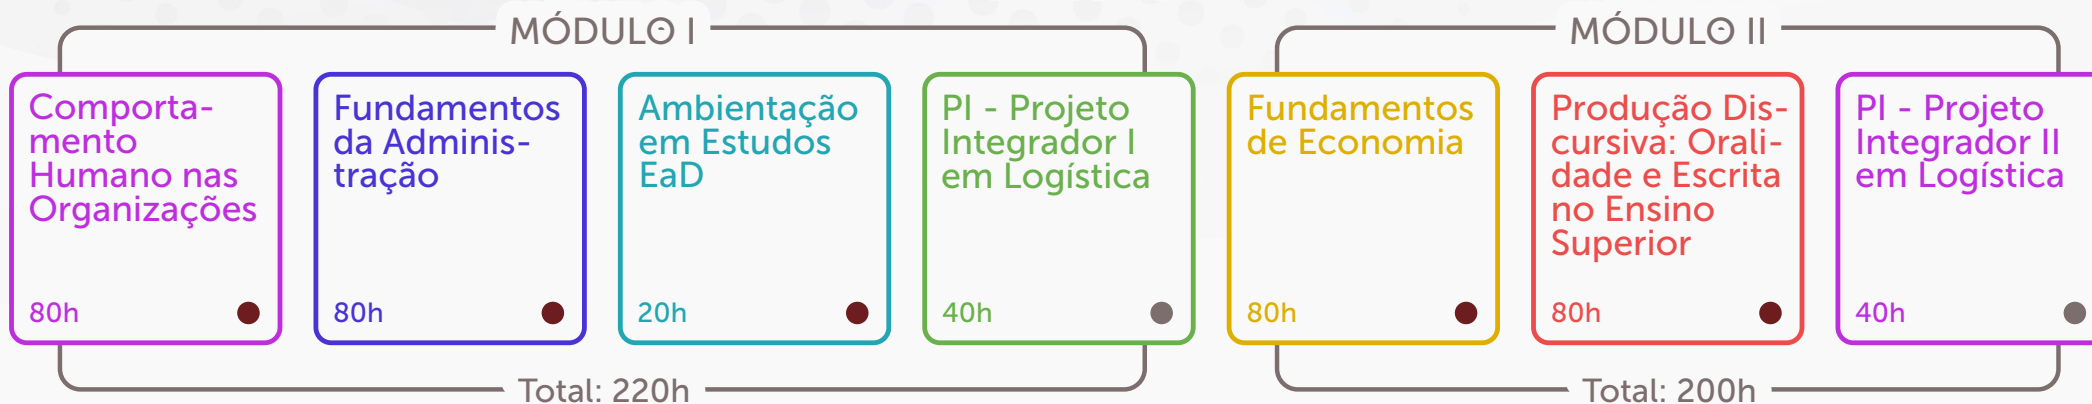 MÓDULO I
Comporta-
mento
Humano nas
Organizações
80h
Fundamentos
da Adminis-
tração
80h
Ambientação
em Estudos
EaD
20h
PI - Projeto
Integrador I
em Logística
40h
Total: 220h
MÓDULO II
Fundamentos
de Economia
80h
Produção Dis-
cursiva: Orali-
dade e Escrita
no Ensino
Superior
80h
PI - Projeto
Integrador II
em Logística
40h
Total: 200h